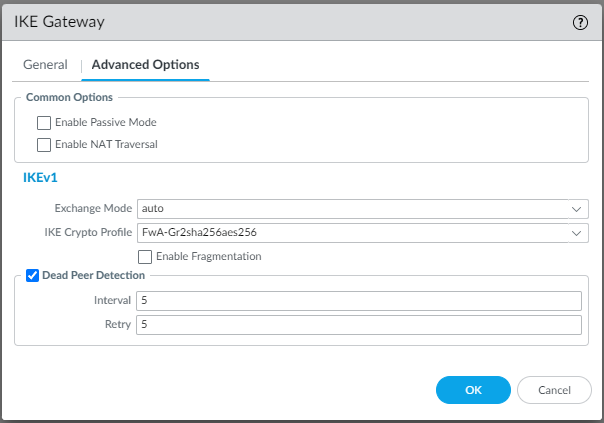 IKE Gateway
General | Advanced Options
Common Options
Enable Passive Mode
Enable NAT Traversal
IKEv1
Exchange Mode auto
IKE Crypto Profile FwA-Gr2sha256aes256
Enable Fragmentation
Dead Peer Detection
Interval 5
Retry 5
OK Cancel